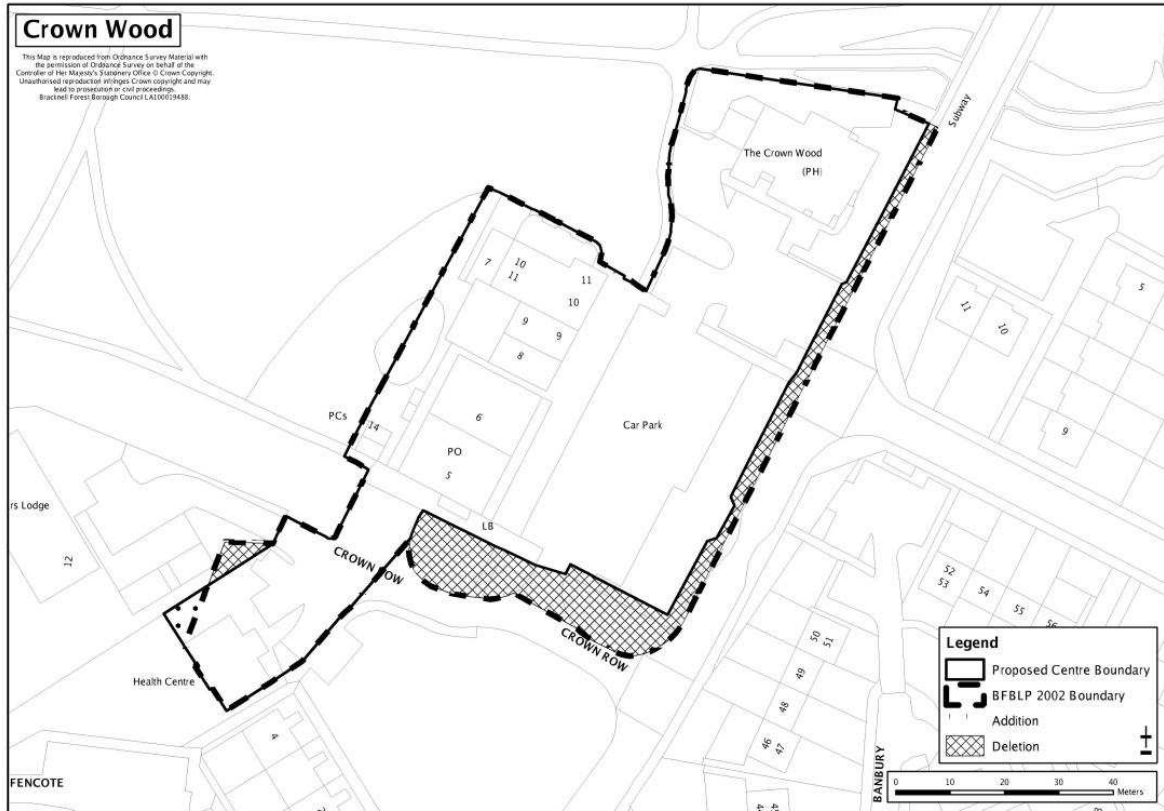 Crown Wood
This Map is reproduced from Ordnance Survey Material with
the permission of Ordnance Survey on behalf of the
Controller of Her Majesty's Stationery Office © Crown Copyright.
Unauthorised reproduction infringes Crown copyright and may
lead to prosecution or civil proceedings.
Bracknell Forest Borough Council LA100019488.
Subway
The Crown Wood
(PH)
7
10
11
11
10
9
9
8
5
11
10
9
PCs
14
6
Car Park
PO
5
LB
rs Lodge
12
CROWN ROW
CROWN ROW
52
53
54
55
56
50
51
49
48
46
47
Health Centre
4
FENCOTE
BANBURY
Legend
Proposed Centre Boundary
BFBLP 2002 Boundary
Addition
Deletion
0 10 20 30 40
Meters